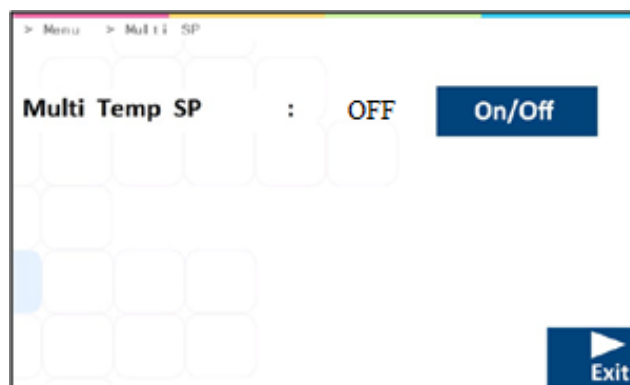 > Menu > Multi SP
Multi Temp SP : OFF On/Off
Exit